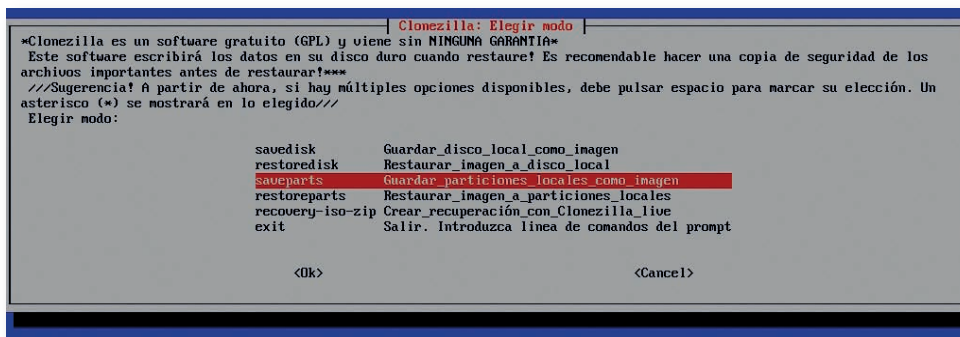 Clonezilla: Elegir modo
*Clonezilla es un software gratuito (GPL) y viene sin NINGUNA GARANTIA*
Este software escribirá los datos en su disco duro cuando restaure! Es recomendable hacer una copia de seguridad de los
archivos importantes antes de restaurar!***
///Sugerencia! A partir de ahora, si hay múltiples opciones disponibles, debe pulsar espacio para marcar su elección. Un
asterisco (*) se mostrará en lo elegido///
Elegir modo:
savedisk Guardar_disco_local_como_imagen
restoredisk Restaurar_imagen_a_disco_local
saveparts Guardar_particiones_locales_como_imagen
restoreparts Restaurar_imagen_a_particiones_locales
recovery-iso-zip Crear_recuperación_con_Clonezilla_live
exit Salir. Introduzca linea de comandos del prompt
<Ok> <Cancel>